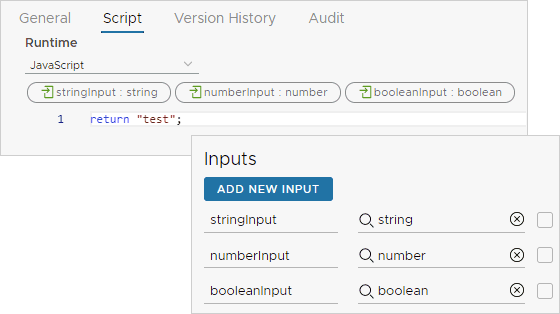 General Script Version History Audit
Runtime
JavaScript
stringInput : string numberInput : number booleanInput : boolean
1 return "test";
Inputs
ADD NEW INPUT
stringInput string
numberInput number
booleanInput boolean